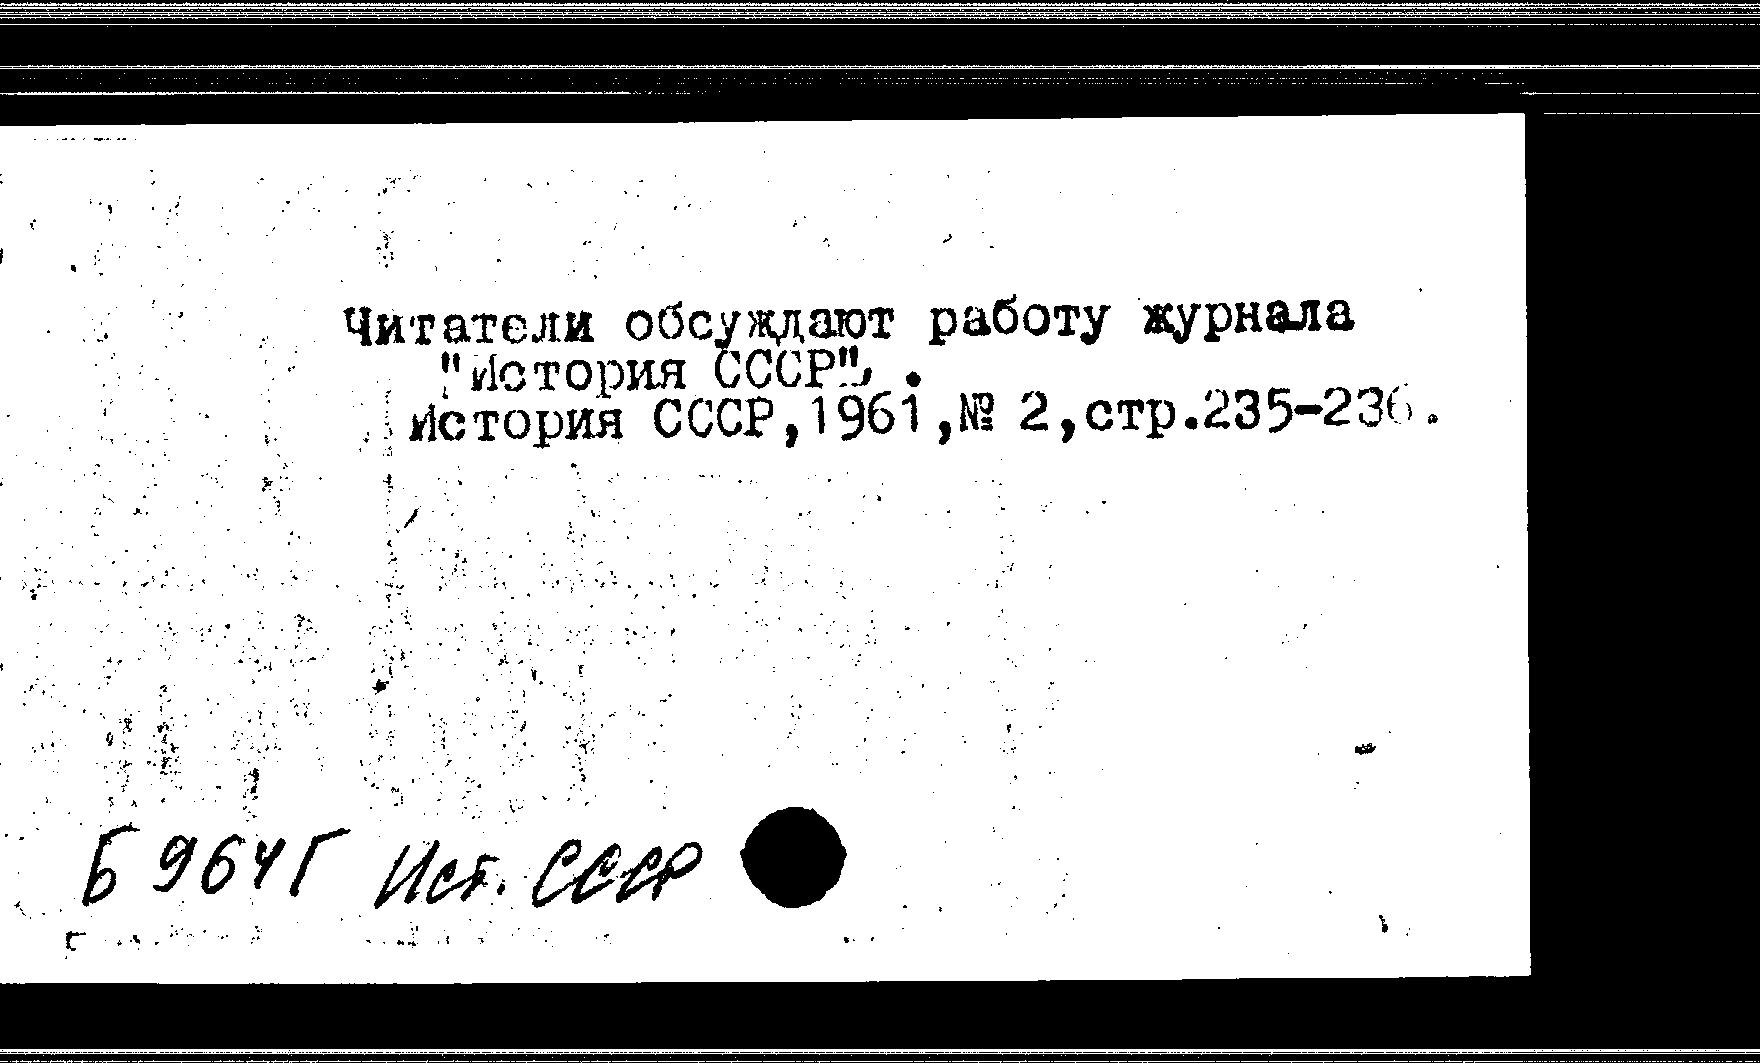 Читатели обсуждают работу журнала
"История СССР", .
История СССР,1961,№ 2,стр.235-236.
Б 964Г Ист. СССР